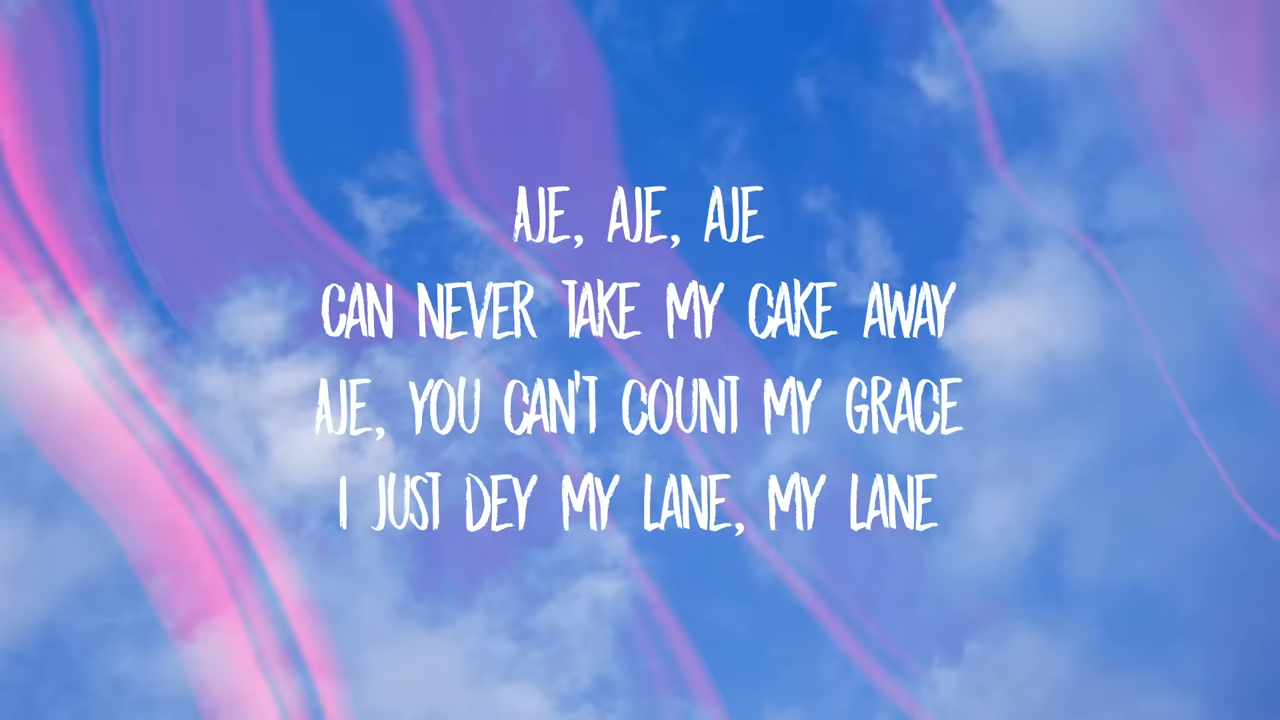 AJE, AJE, AJE
CAN NEVER TAKE MY CAKE AWAY
AJE, YOU CAN'T COUNT MY GRACE
I JUST DEY MY LANE, MY LANE